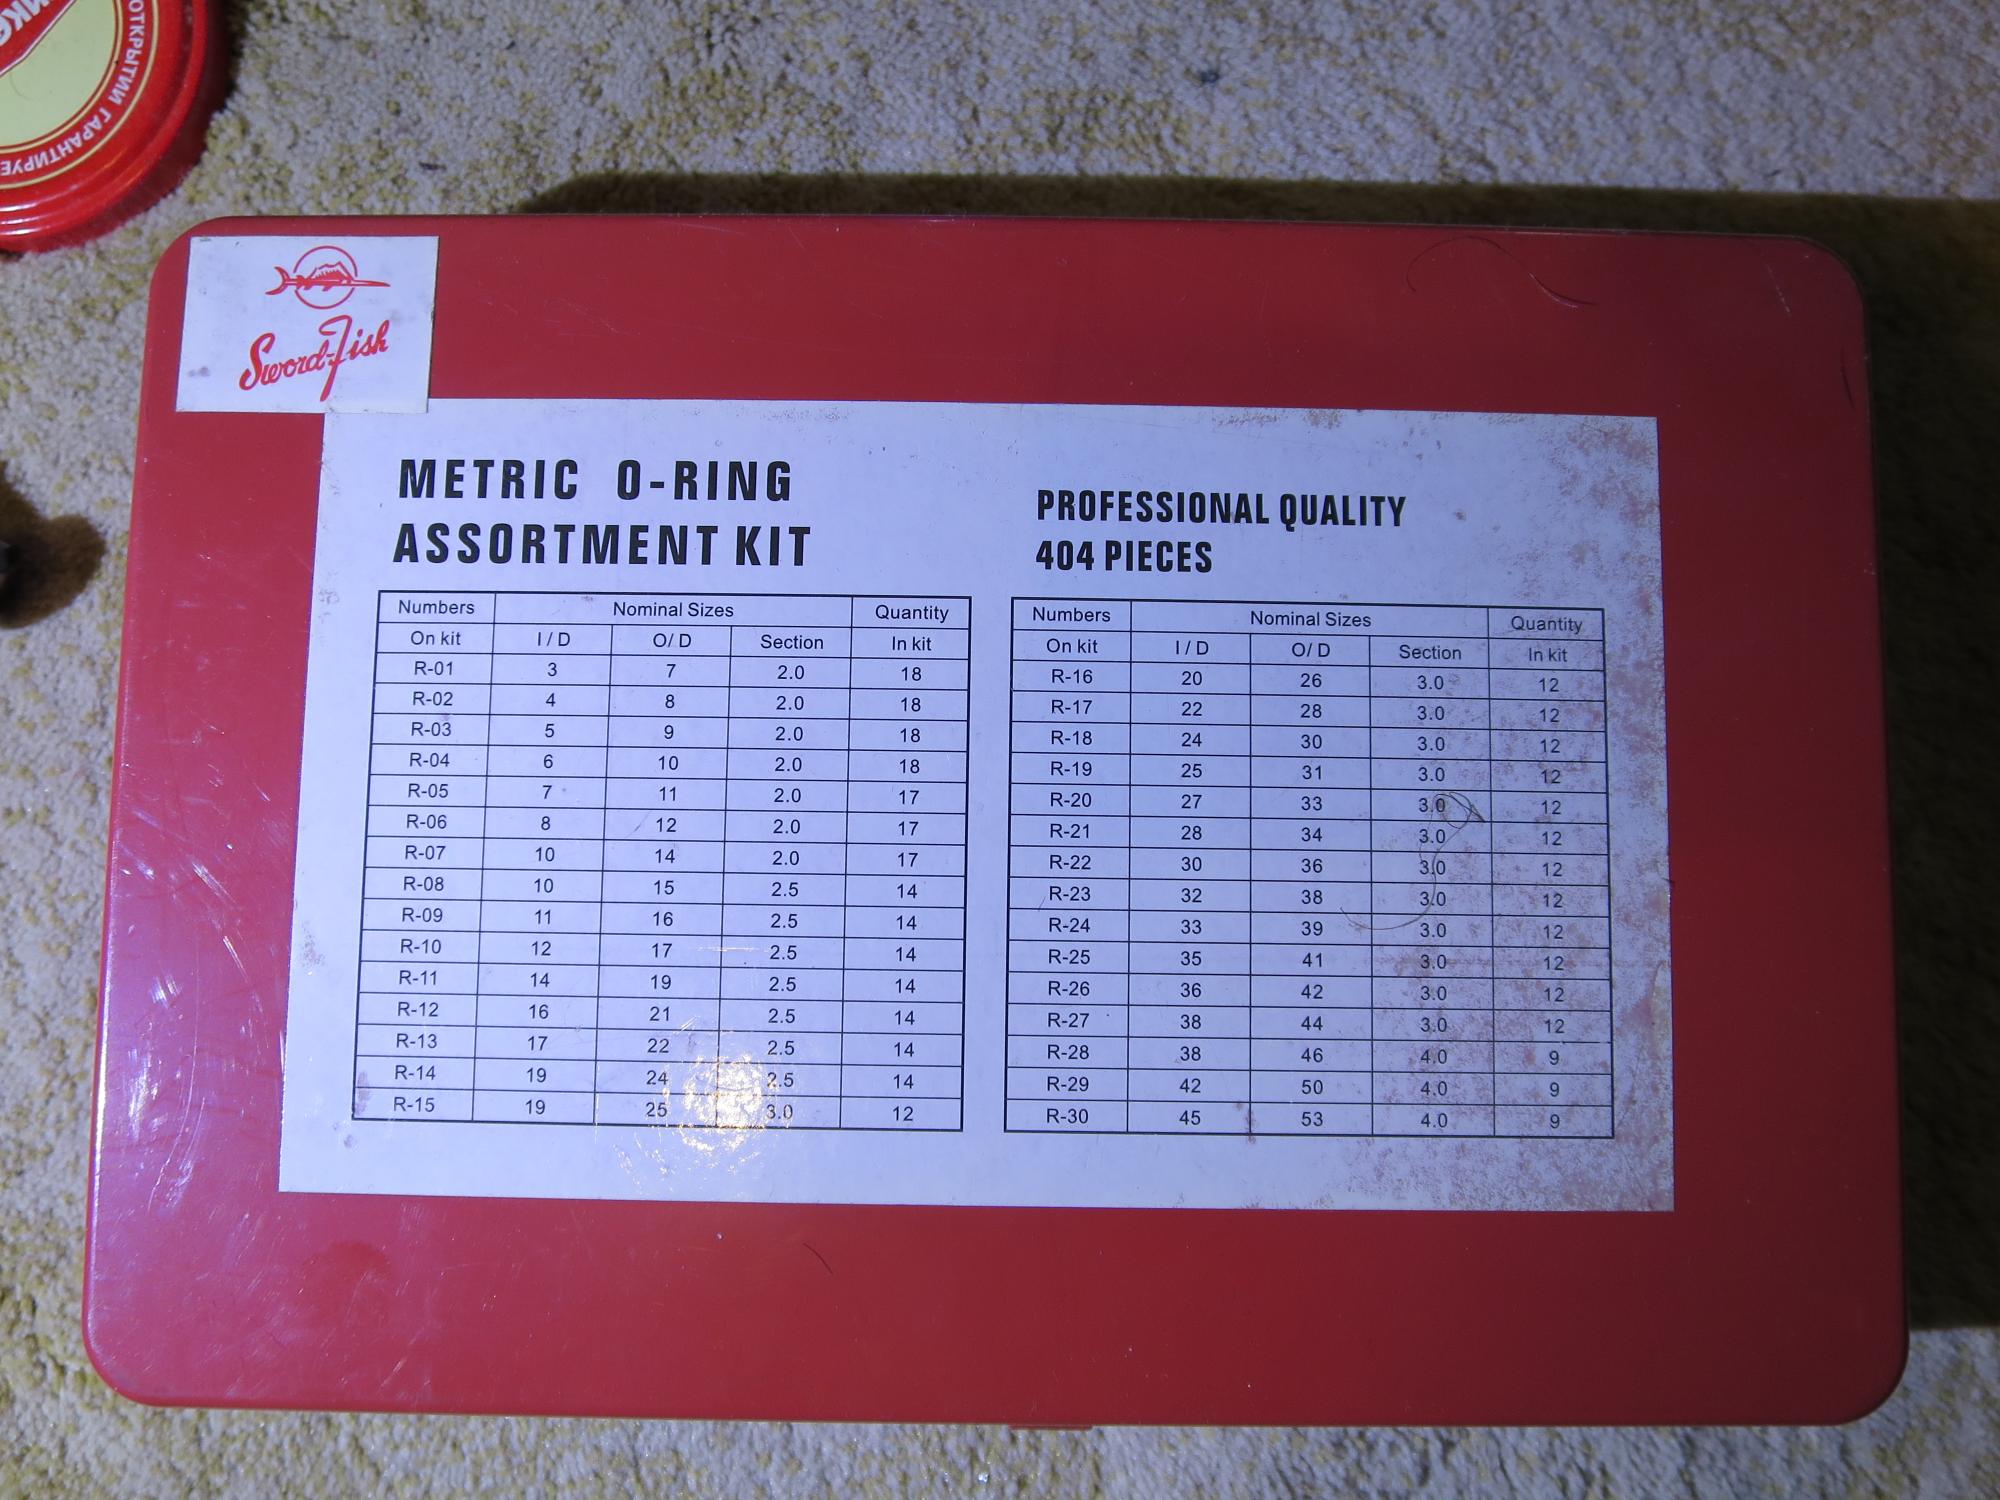 ОТКРЫТИИ ГАРАНТИРУЕ
Sword-Fish
METRIC O-RING
ASSORTMENT KIT
PROFESSIONAL QUALITY
404 PIECES
Numbers Nominal Sizes Quantity
On kit I / D O/ D Section In kit
R-01 3 7 2.0 18
R-02 4 8 2.0 18
R-03 5 9 2.0 18
R-04 6 10 2.0 18
R-05 7 11 2.0 17
R-06 8 12 2.0 17
R-07 10 14 2.0 17
R-08 10 15 2.5 14
R-09 11 16 2.5 14
R-10 12 17 2.5 14
R-11 14 19 2.5 14
R-12 16 21 2.5 14
R-13 17 22 2.5 14
R-14 19 24 2.5 14
R-15 19 25 3.0 12
Numbers Nominal Sizes Quantity
On kit I / D O/ D Section In kit
R-16 20 26 3.0 12
R-17 22 28 3.0 12
R-18 24 30 3.0 12
R-19 25 31 3.0 12
R-20 27 33 3.0 12
R-21 28 34 3.0 12
R-22 30 36 3.0 12
R-23 32 38 3.0 12
R-24 33 39 3.0 12
R-25 35 41 3.0 12
R-26 36 42 3.0 12
R-27 38 44 3.0 12
R-28 38 46 4.0 9
R-29 42 50 4.0 9
R-30 45 53 4.0 9